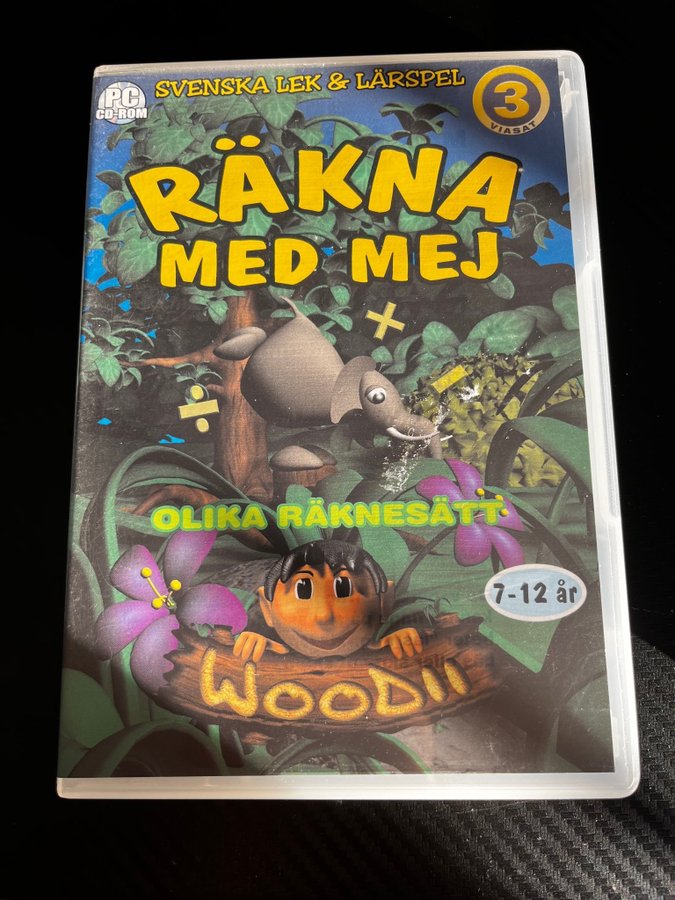 SVENSKA LEK & LÄRSPEL
PC
CD-ROM
3
VIASAT
RÄKNA
MED MEJ
OLIKA RÄKNESÄTT
7-12 år
WOODII